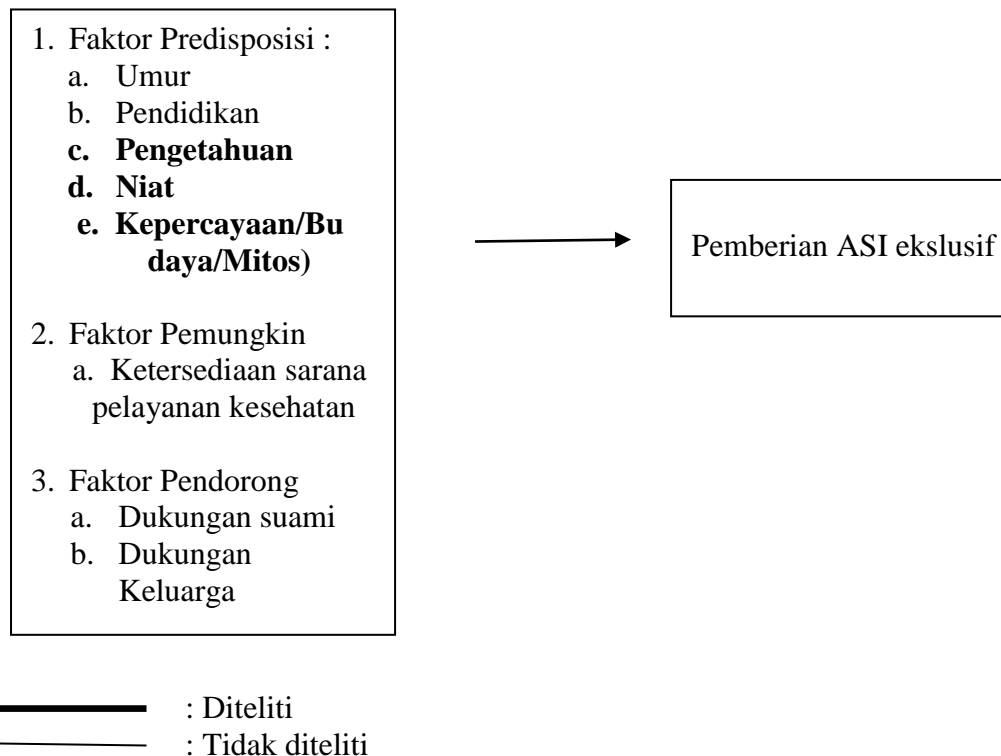 1. Faktor Predisposisi :
a. Umur
b. Pendidikan
c. Pengetahuan
d. Niat
e. Kepercayaan/Bu
daya/Mitos)
2. Faktor Pemungkin
a. Ketersediaan sarana
pelayanan kesehatan
3. Faktor Pendorong
a. Dukungan suami
b. Dukungan
Keluarga
Pemberian ASI ekslusif
: Diteliti
: Tidak diteliti